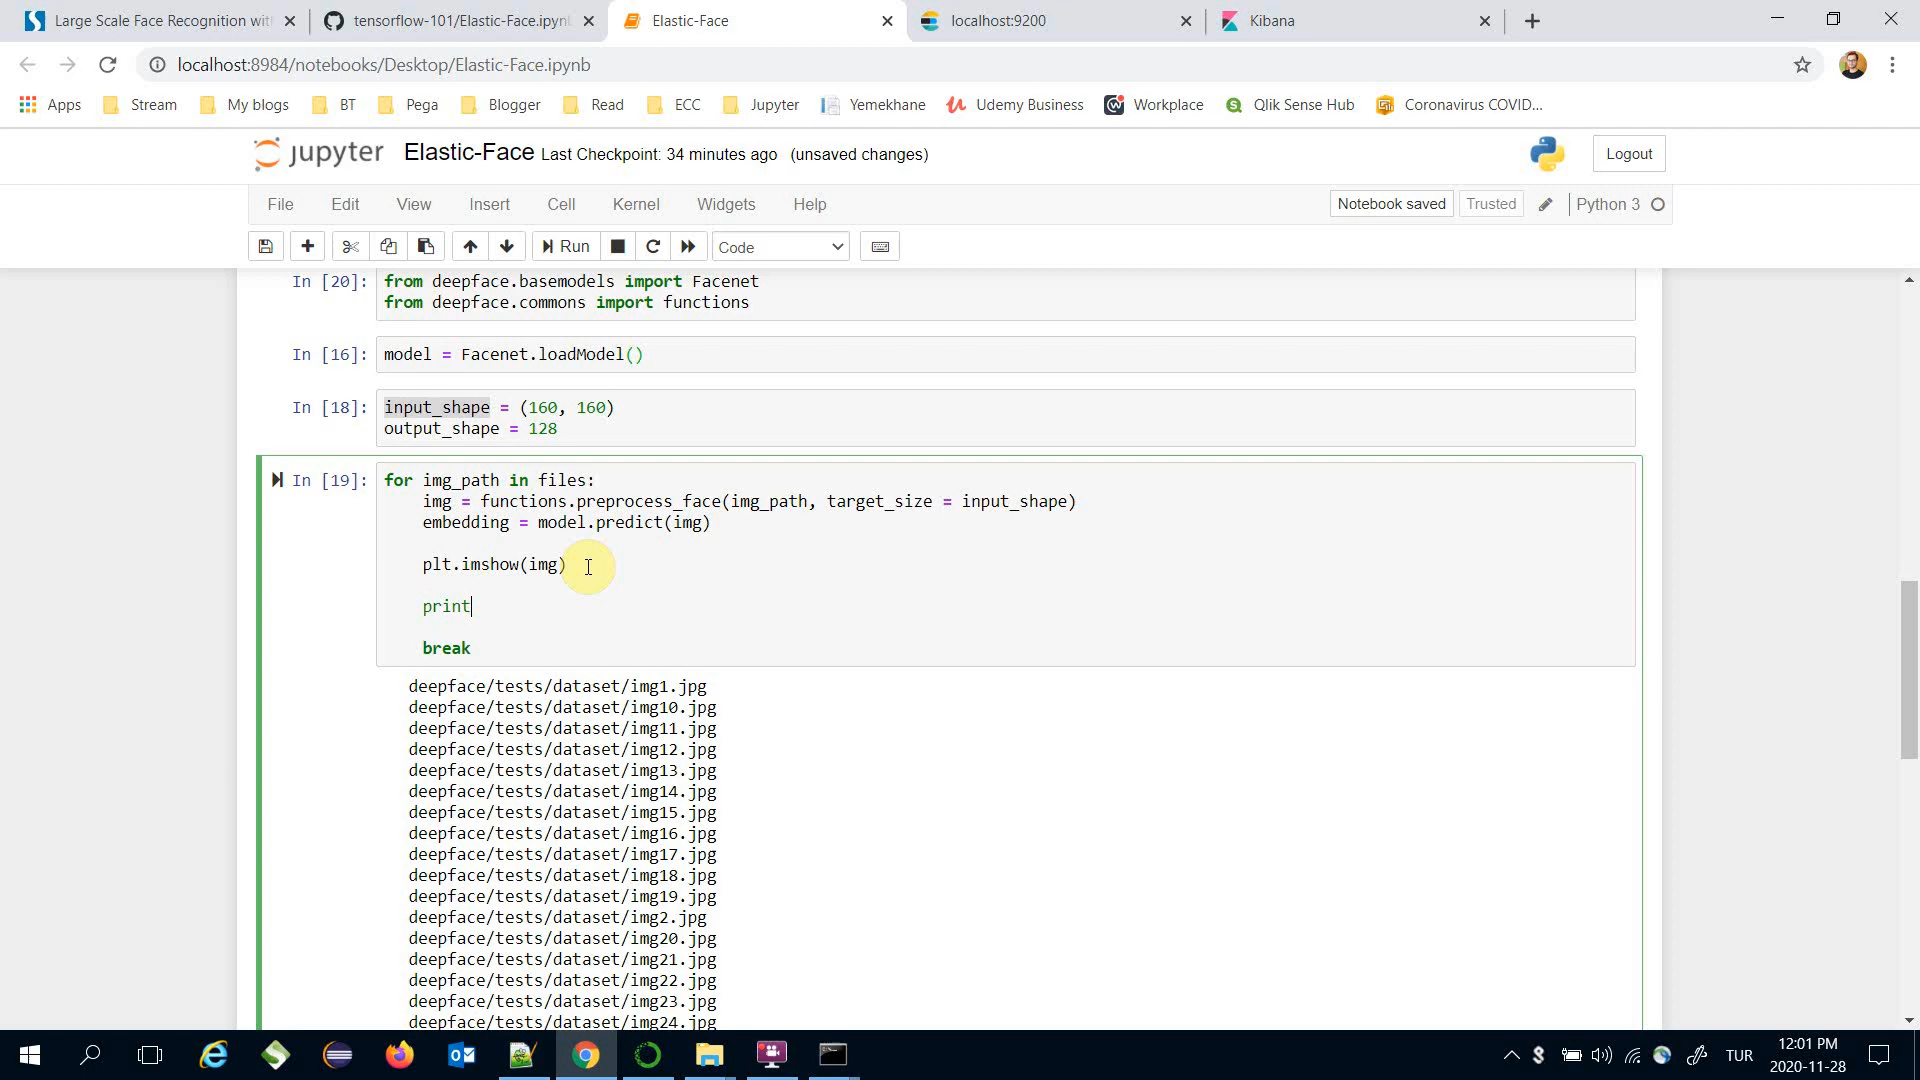 Large Scale Face Recognition wit
tensorflow-101/Elastic-Face.ipyn
Elastic-Face
localhost:9200
Kibana
localhost:8984/notebooks/Desktop/Elastic-Face.ipynb
Apps
Stream
My blogs
BT
Pega
Blogger
Read
ECC
Jupyter
Yemekhane
Udemy Business
Workplace
Qlik Sense Hub
Coronavirus COVID...
jupyter Elastic-Face Last Checkpoint: 34 minutes ago (unsaved changes)
Logout
File Edit View Insert Cell Kernel Widgets Help
Notebook saved Trusted Python 3
Run Code
In [20]: from deepface.basemodels import Facenet
from deepface.commons import functions
In [16]: model = Facenet.loadModel()
In [18]: input_shape = (160, 160)
output_shape = 128
In [19]: for img_path in files:
img = functions.preprocess_face(img_path, target_size = input_shape)
embedding = model.predict(img)
plt.imshow(img)
print
break
deepface/tests/dataset/img1.jpg
deepface/tests/dataset/img10.jpg
deepface/tests/dataset/img11.jpg
deepface/tests/dataset/img12.jpg
deepface/tests/dataset/img13.jpg
deepface/tests/dataset/img14.jpg
deepface/tests/dataset/img15.jpg
deepface/tests/dataset/img16.jpg
deepface/tests/dataset/img17.jpg
deepface/tests/dataset/img18.jpg
deepface/tests/dataset/img19.jpg
deepface/tests/dataset/img2.jpg
deepface/tests/dataset/img20.jpg
deepface/tests/dataset/img21.jpg
deepface/tests/dataset/img22.jpg
deepface/tests/dataset/img23.jpg
deepface/tests/dataset/img24.jpg
TUR
12:01 PM
2020-11-28